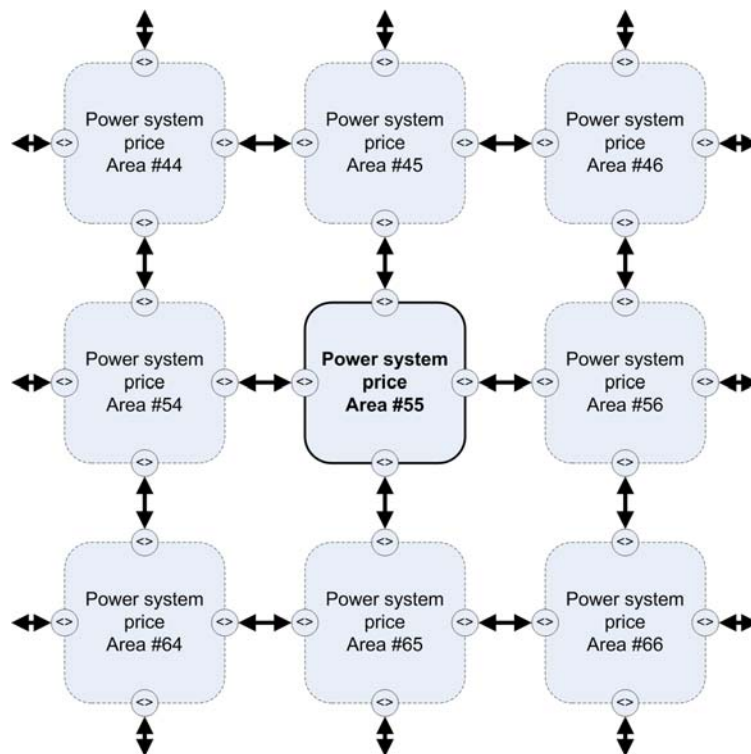 <>
<>
<>
Power system
price
Area #44
<>
<>
<>
Power system
price
Area #45
<>
<>
<>
Power system
price
Area #46
<>
<>
<>
<>
<>
<>
<>
<>
Power system
price
Area #54
<>
<>
Power system
price
Area #55
<>
<>
Power system
price
Area #56
<>
<>
<>
<>
<>
<>
<>
<>
Power system
price
Area #64
<>
<>
Power system
price
Area #65
<>
<>
Power system
price
Area #66
<>
<>
<>
<>